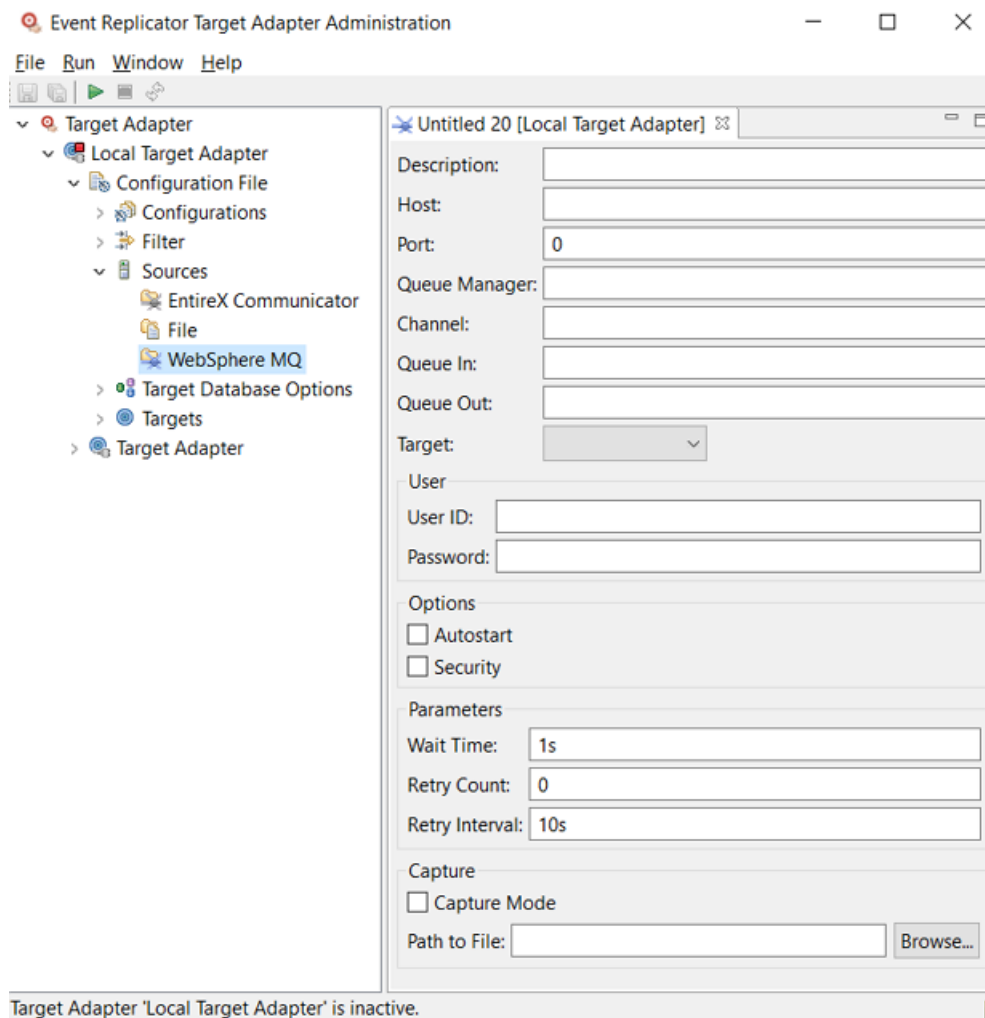 Event Replicator Target Adapter Administration
File Run Window Help
Target Adapter
Local Target Adapter
Configuration File
Configurations
Filter
Sources
EntireX Communicator
File
WebSphere MQ
Target Database Options
Targets
Target Adapter
Untitled 20 [Local Target Adapter]
Description:
Host:
Port: 0
Queue Manager:
Channel:
Queue In:
Queue Out:
Target:
User
User ID:
Password:
Options
Autostart
Security
Parameters
Wait Time: 1s
Retry Count: 0
Retry Interval: 10s
Capture
Capture Mode
Path to File: Browse...
Target Adapter 'Local Target Adapter' is inactive.